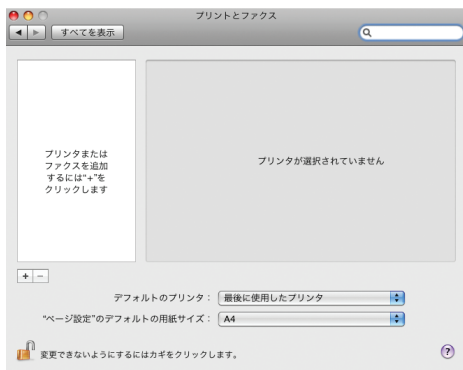 プリントとファクス
すべてを表示
プリンタまたは
ファクスを追加
するには“+”を
クリックします
プリンタが選択されていません
+ −
デフォルトのプリンタ： 最後に使用したプリンタ
“ページ設定”のデフォルトの用紙サイズ： A4
変更できないようにするにはカギをクリックします。
?